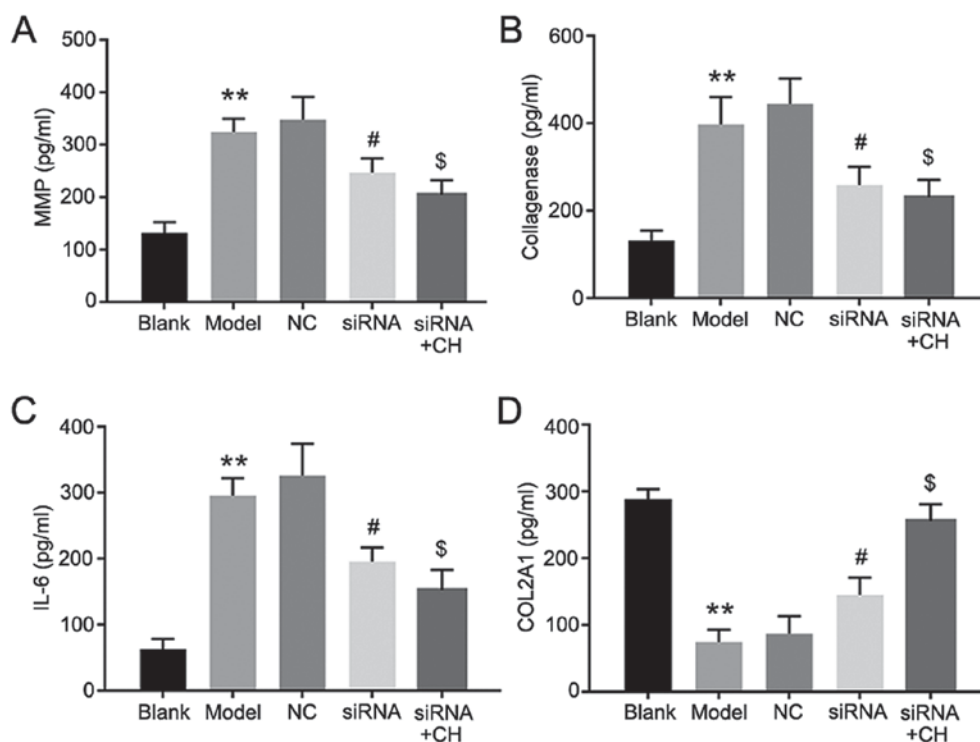 A
MMP (pg/ml)
500
400
300
200
100
0
**
#
$
Blank Model NC siRNA siRNA
+CH
B
Collagenase (pg/ml)
600
400
200
0
**
#
$
Blank Model NC siRNA siRNA
+CH
C
IL-6 (pg/ml)
400
300
200
100
0
**
#
$
Blank Model NC siRNA siRNA
+CH
D
COL2A1 (pg/ml)
400
300
200
100
0
**
#
$
Blank Model NC siRNA siRNA
+CH